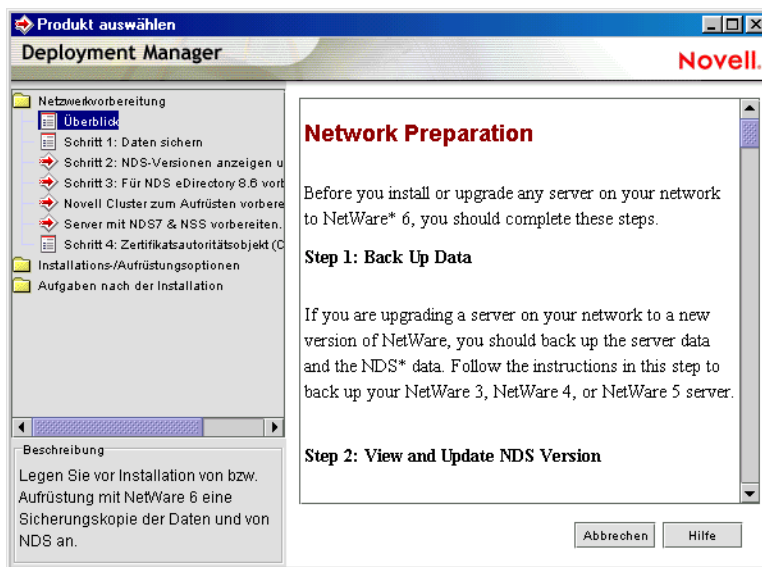 Produkt auswählen
Deployment Manager
Novell.
Netzwerkvorbereitung
Überblick
Schritt 1: Daten sichern
Schritt 2: NDS-Versionen anzeigen u
Schritt 3: Für NDS eDirectory 8.6 vorb
Novell Cluster zum Aufrüsten vorbere
Server mit NDS7 & NSS vorbereiten.
Schritt 4: Zertifikatsautoritätsobjekt (C
Installations-/Aufrüstungsoptionen
Aufgaben nach der Installation
Beschreibung
Legen Sie vor Installation von bzw.
Aufrüstung mit NetWare 6 eine
Sicherungskopie der Daten und von
NDS an.
Network Preparation
Before you install or upgrade any server on your network
to NetWare* 6, you should complete these steps.
Step 1: Back Up Data
If you are upgrading a server on your network to a new
version of NetWare, you should back up the server data
and the NDS* data. Follow the instructions in this step to
back up your NetWare 3, NetWare 4, or NetWare 5 server.
Step 2: View and Update NDS Version
Abbrechen
Hilfe